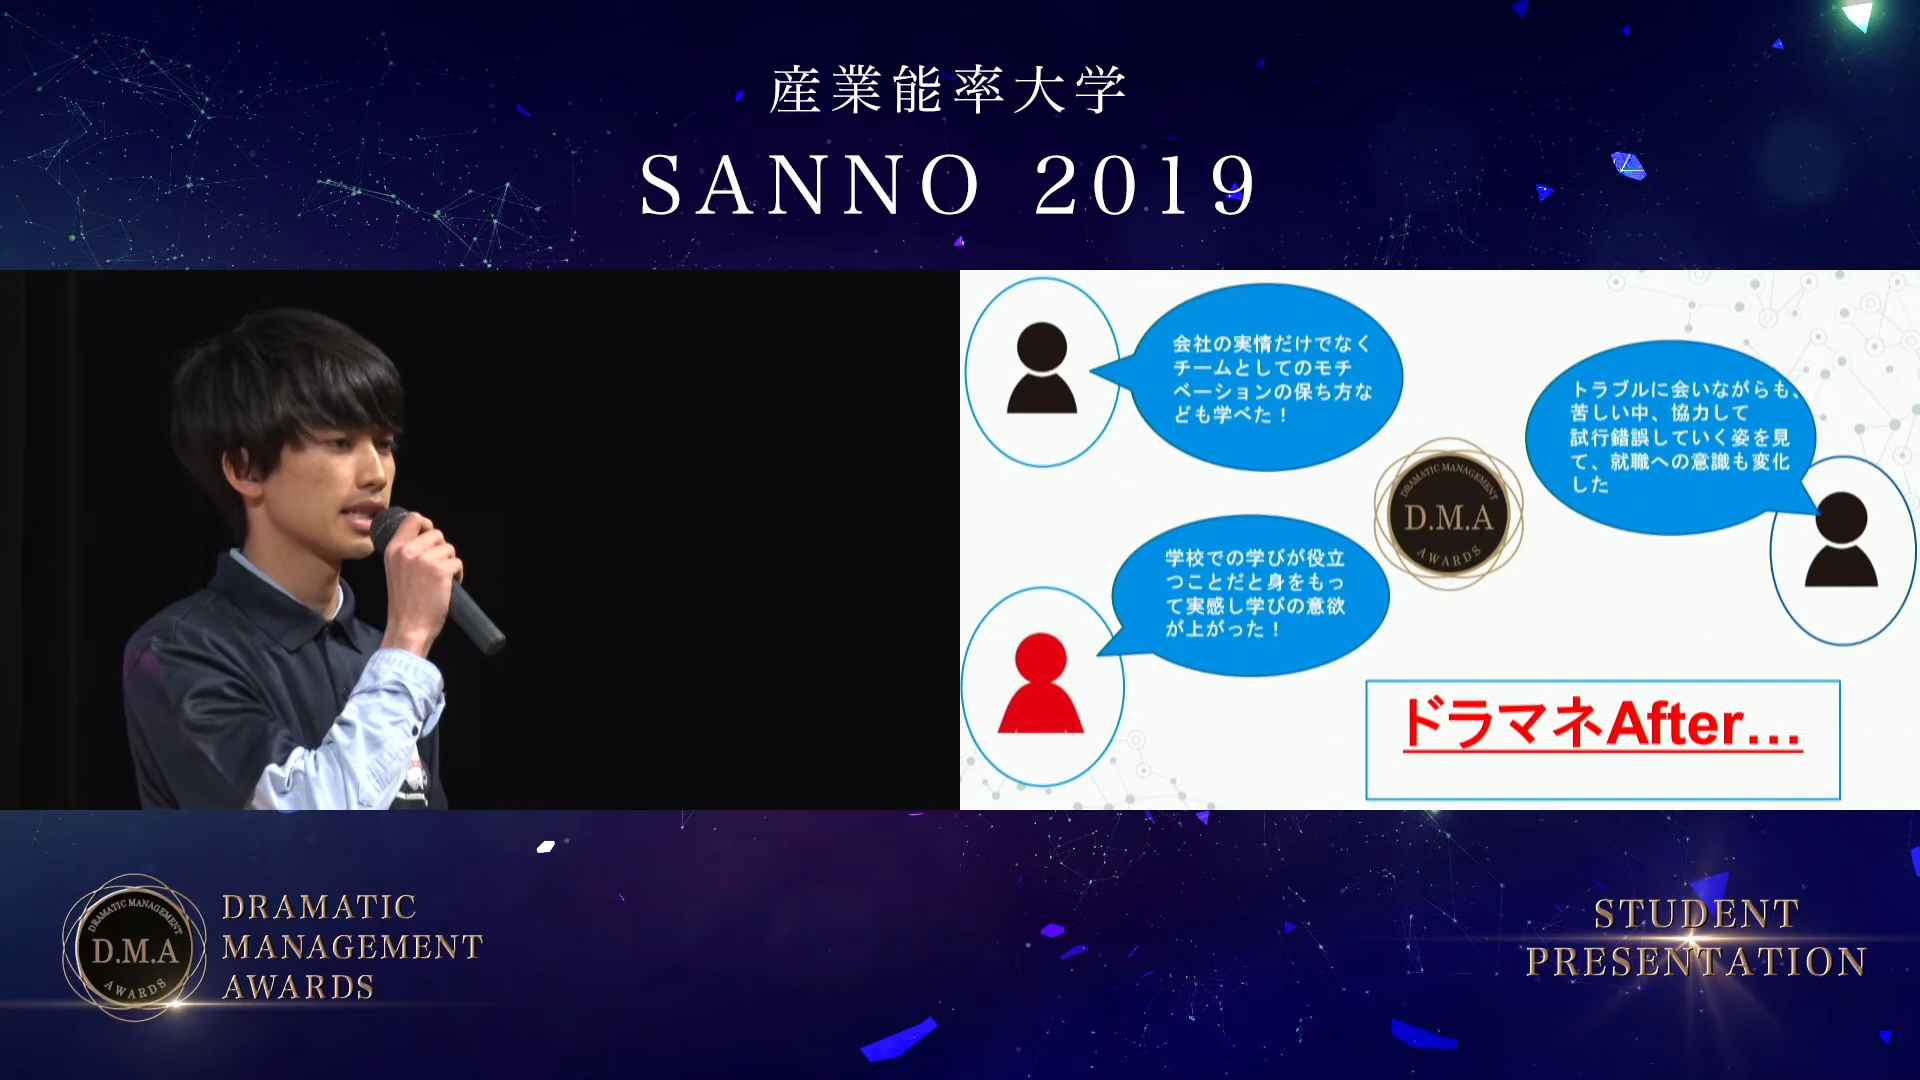 産業能率大学
SANNO 2019
会社の実情だけでなく
チームとしてのモチ
ベーションの保ち方な
ども学べた！
トラブルに会いながらも、
苦しい中、協力して
試行錯誤していく姿を見
て、就職への意識も変化
した
DRAMATIC MANAGEMENT
D.M.A
AWARDS
学校での学びが役立
つことだと身をもっ
て実感し学びの意欲
が上がった！
ドラマネAfter…
DRAMATIC MANAGEMENT
D.M.A
AWARDS
DRAMATIC
MANAGEMENT
AWARDS
STUDENT
PRESENTATION